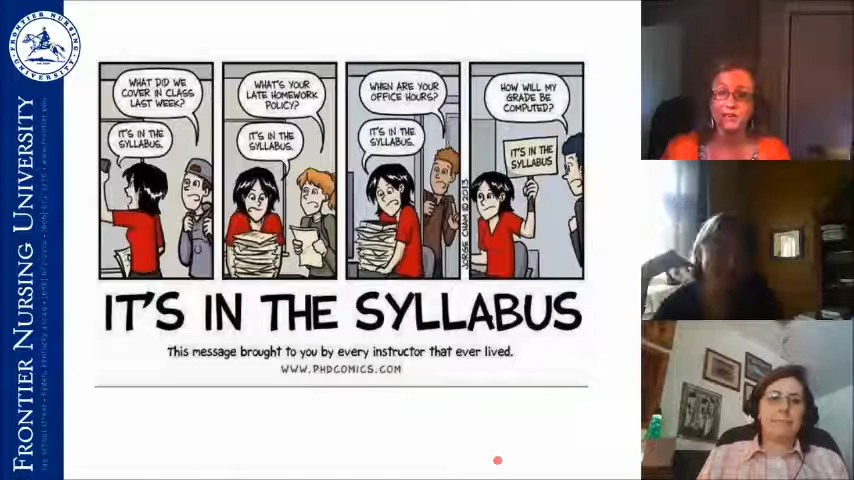 FRONTIER NURSING
UNIVERSITY
FRONTIER NURSING UNIVERSITY
WHAT DID WE
COVER IN CLASS
LAST WEEK?
IT'S IN THE
SYLLABUS.
WHAT'S YOUR
LATE HOMEWORK
POLICY?
IT'S IN THE
SYLLABUS.
WHEN ARE YOUR
OFFICE HOURS?
IT'S IN THE
SYLLABUS.
HOW WILL MY
GRADE BE
COMPUTED?
IT'S IN THE
SYLLABUS
JORGE CHAM © 2013
IT'S IN THE SYLLABUS
This message brought to you by every instructor that ever lived.
WWW.PHDCOMICS.COM